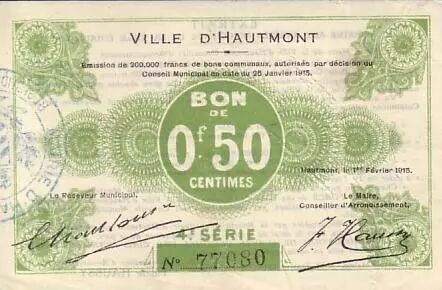 VILLE D'HAUTMONT
Émission de 200.000 francs de bons communaux, autorisés par décision du
Conseil Municipal en date du 25 Janvier 1915.
BON
DE
0f.50
CENTIMES
Hautmont, le 1er Février 1915.
Le Receveur Municipal,
Le Maire,
Conseiller d'Arrondissement,
4e SÉRIE
No 77080